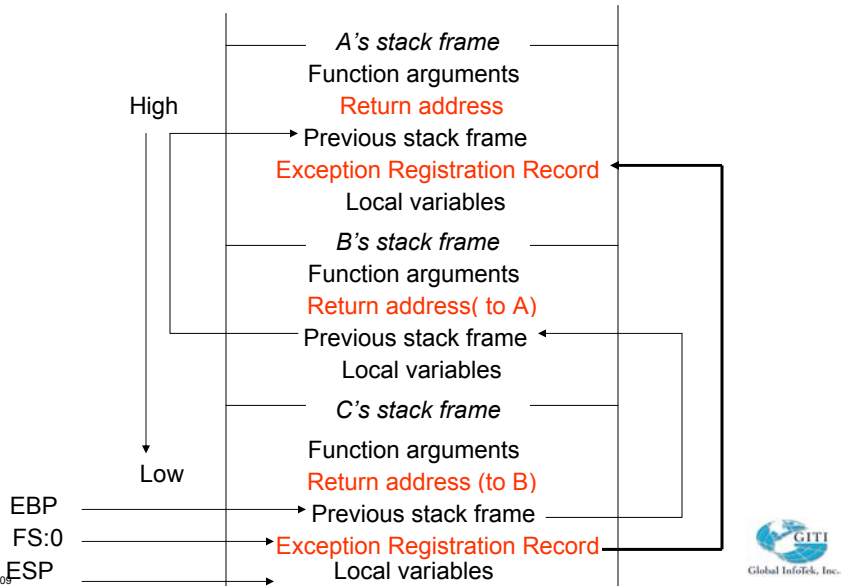 A's stack frame
Function arguments
High
Return address
Previous stack frame
Exception Registration Record
Local variables
B's stack frame
Function arguments
Return address( to A)
Previous stack frame
Local variables
C's stack frame
Function arguments
Low
Return address (to B)
EBP
Previous stack frame
FS:0
Exception Registration Record
09
ESP
Local variables
GITI
Global InfoTek, Inc.